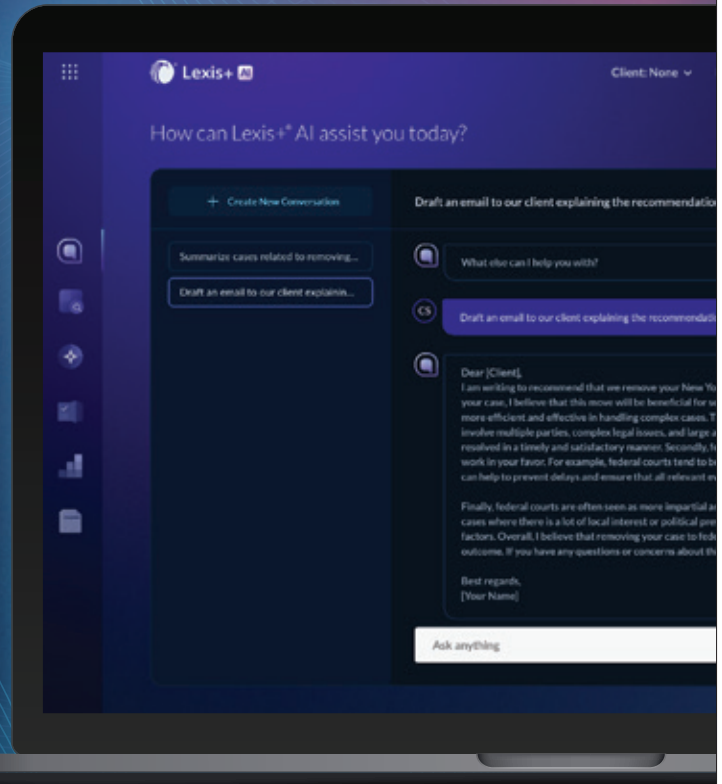 Lexis+ AI
Client: None
How can Lexis+® AI assist you today?
+ Create New Conversation
Summarize cases related to removing...
Draft an email to our client explainin...
Draft an email to our client explaining the recommendatio
What else can I help you with?
CS
Draft an email to our client explaining the recommendati
Dear [Client],
I am writing to recommend that we remove your New Yo
your case, I believe that this move will be beneficial for
more efficient and effective in handling complex cases. T
involve multiple parties, complex legal issues, and large a
resolved in a timely and satisfactory manner. Secondly,
work in your favor. For example, federal courts tend to
can help to prevent delays and ensure that all relevant
Finally, federal courts are often seen as more impartial
cases where there is a lot of local interest or political pre
factors. Overall, I believe that removing your case to fede
outcome. If you have any questions or concerns about th
Best regards,
[Your Name]
Ask anything